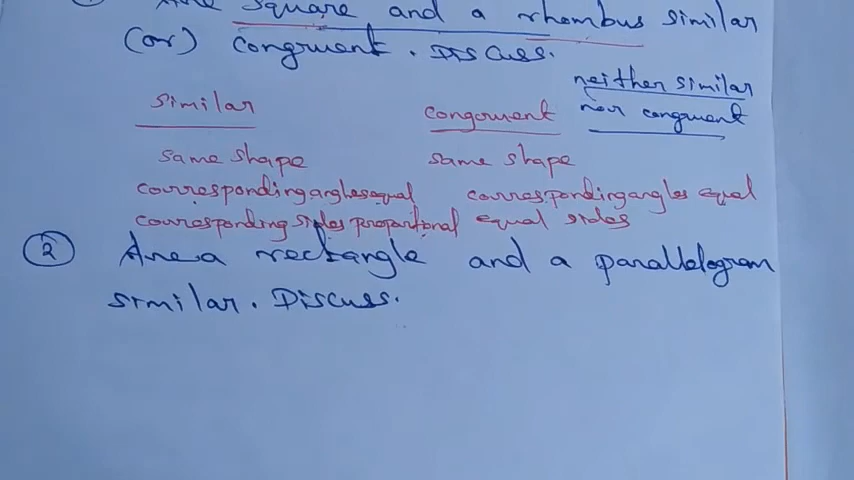 Are square and a rhombus similar
(or) congruent. Discuss.
neither similar
similar
congruent
nor congruent
same shape
same shape
corresponding angles equal
corresponding angles equal
corresponding sides proportional
equal sides
2 Are a rectangle and a parallelogram
similar. Discuss.